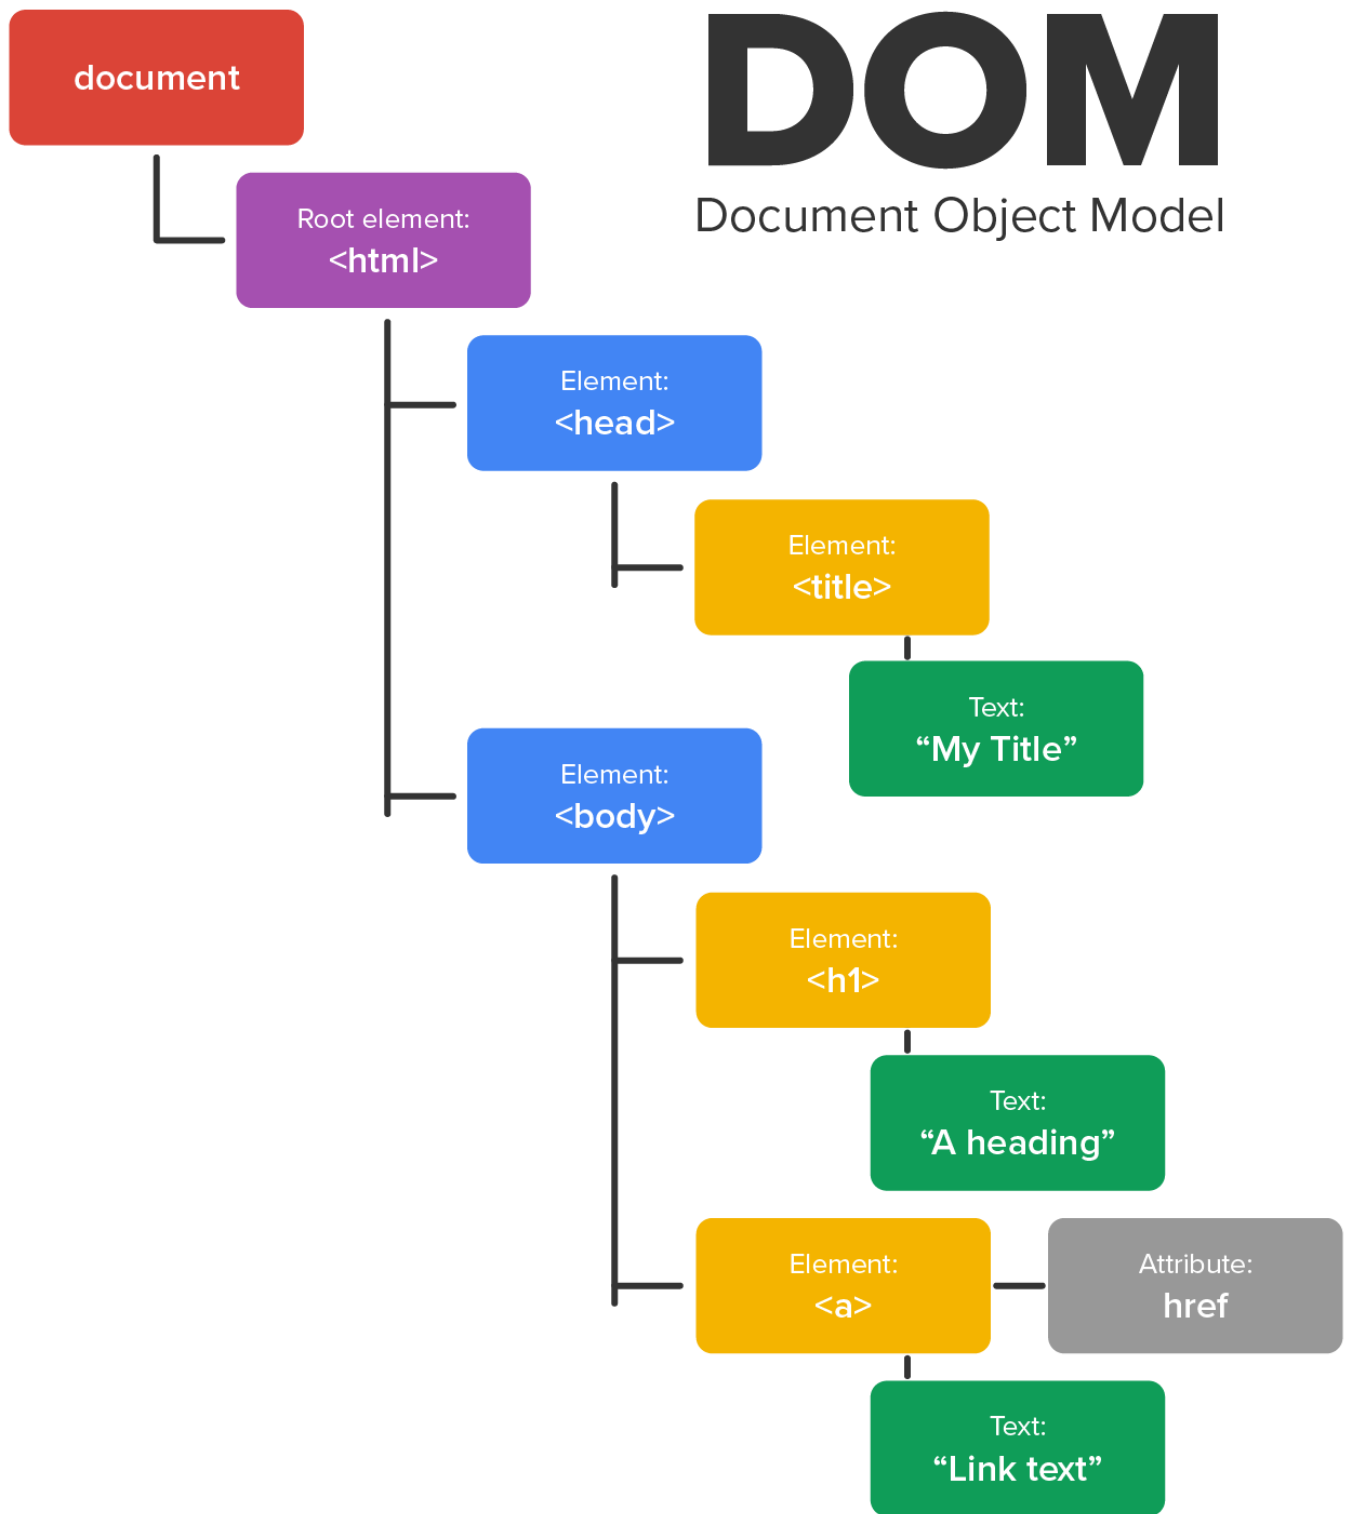 document
DOM
Document Object Model
Root element:
<html>
Element:
<head>
Element:
<title>
Text:
“My Title”
Element:
<body>
Element:
<h1>
Text:
“A heading”
Element:
<a>
Attribute:
href
Text:
“Link text”